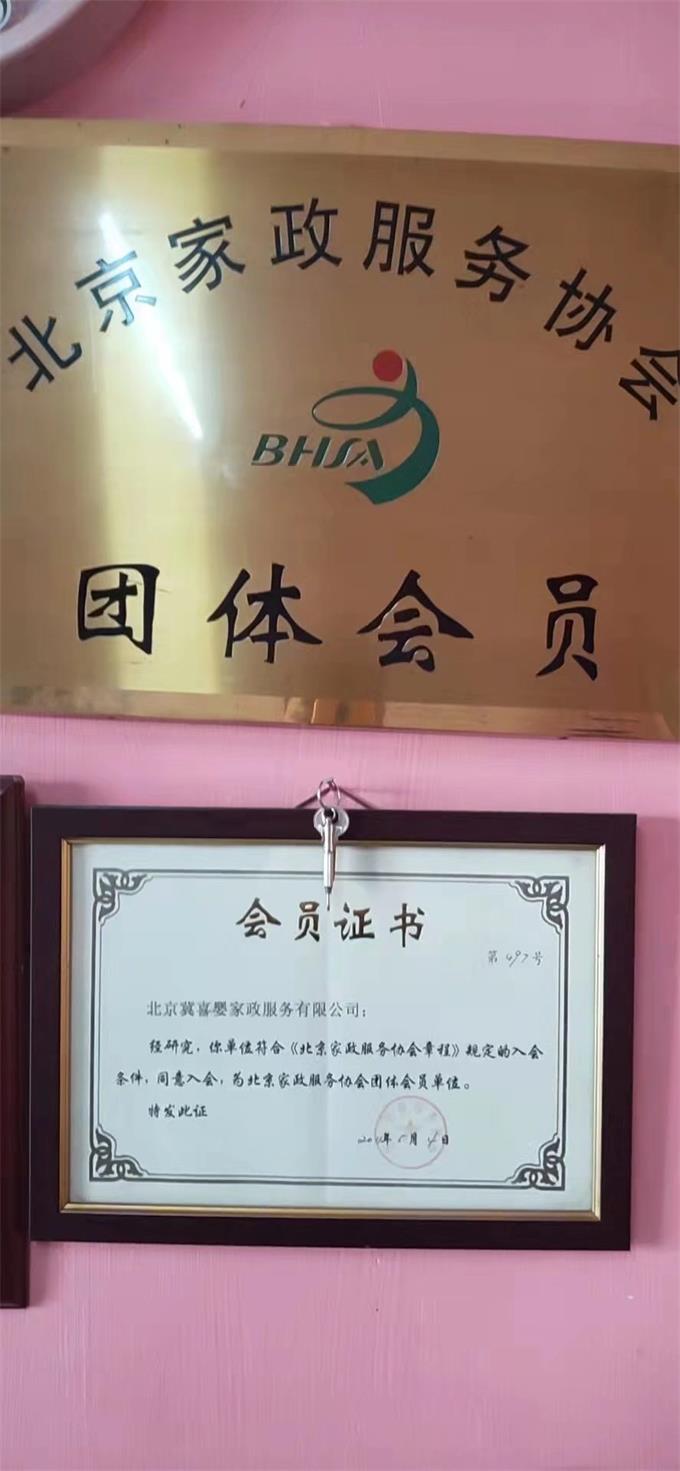 北京家政服务协会
BHSA
团体会员
会员证书
第497号
北京冀喜婴家政服务有限公司：
经研究，你单位符合《北京家政服务协会章程》规定的入会
条件，同意入会，为北京家政服务协会团体会员单位。
特发此证
年 月 日